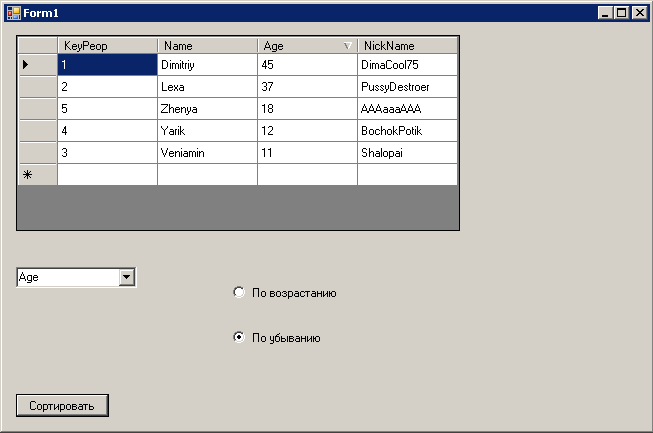 Form1
KeyPeop Name Age NickName
1 Dimitriy 45 DimaCool75
2 Lexa 37 PussyDestroer
5 Zhenya 18 AAAaaaAAA
4 Yarik 12 BochokPotik
3 Veniamin 11 Shalopai
Age
По возрастанию
По убыванию
Сортировать